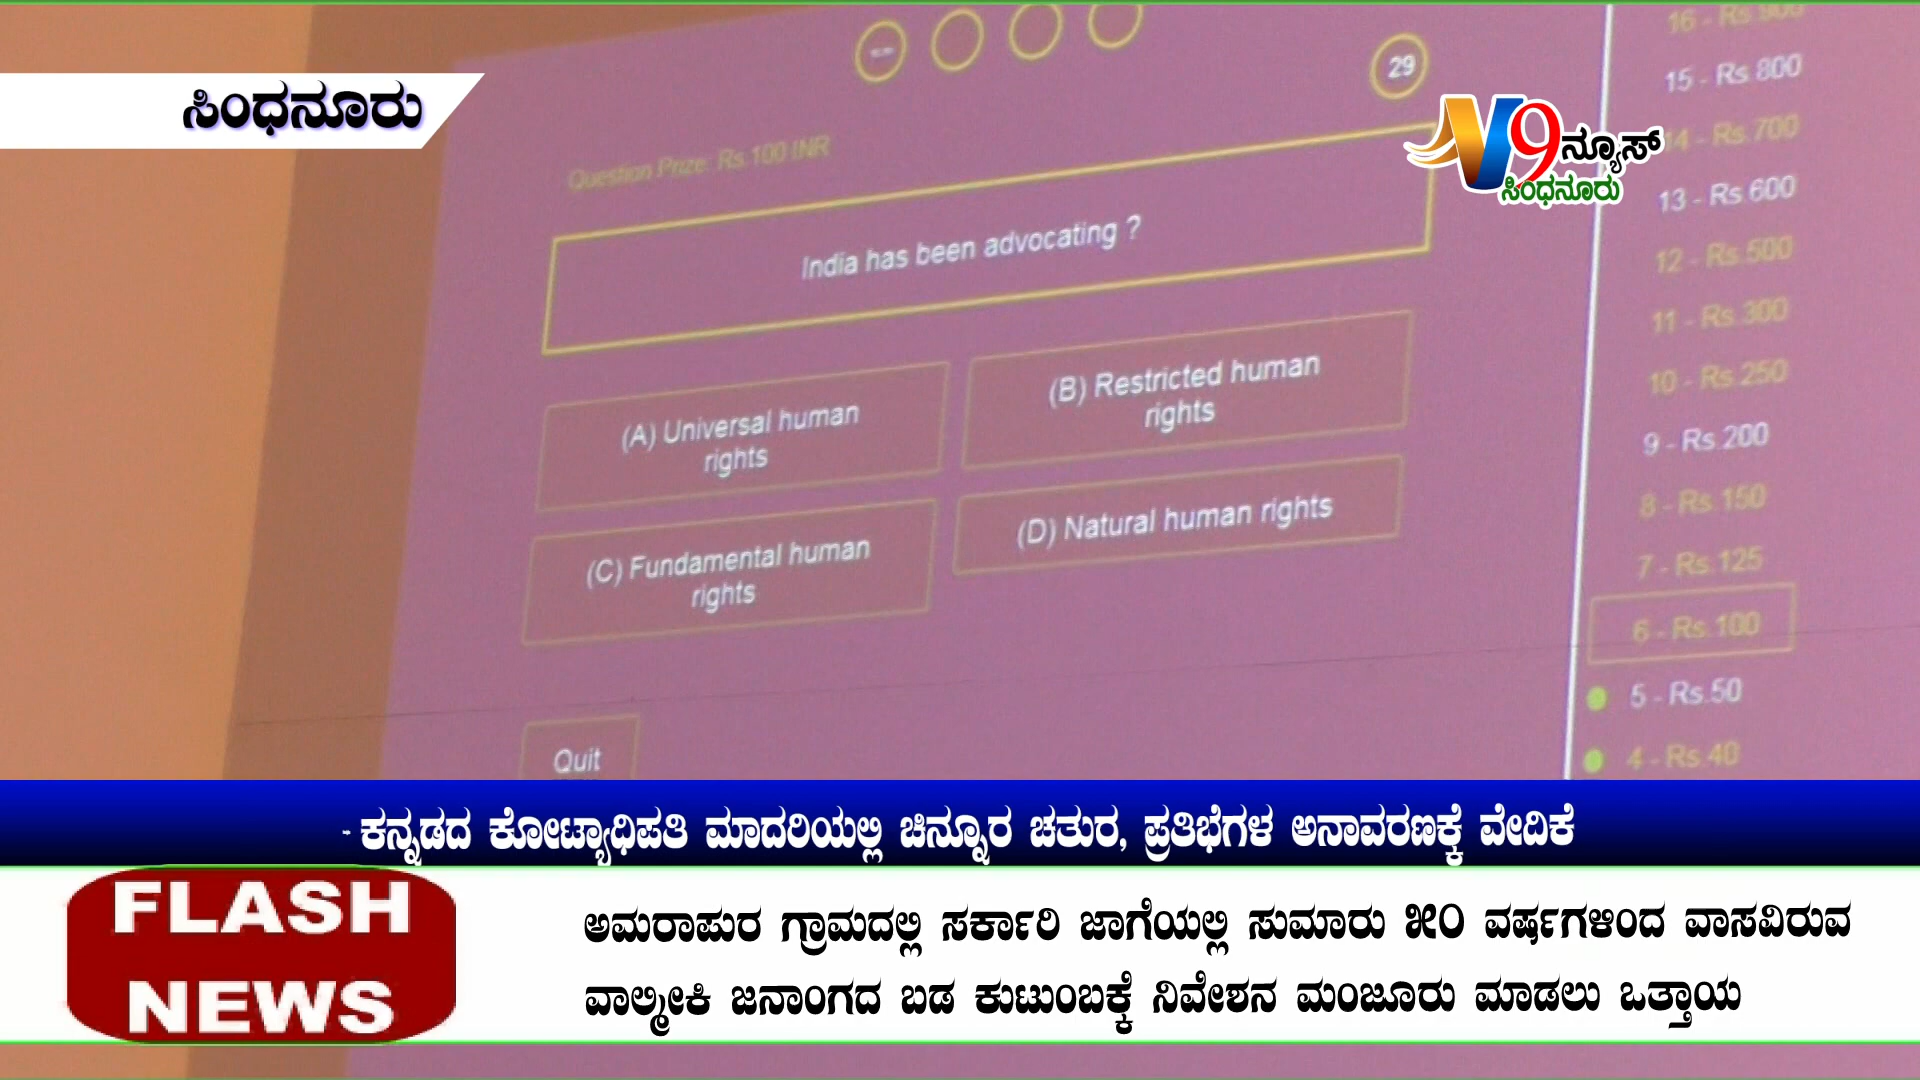 ಸಿಂಧನೂರು
29
16 - Rs.900
15 - Rs 800
14 - Rs.700
13 - Rs 600
12 - Rs.500
11 - Rs 300
10 - Rs 250
9 - Rs.200
8 - Rs 150
7 - Rs.125
6 - Rs.100
5 - Rs.50
4 - Rs 40
V9 ನ್ಯೂಸ್
ಸಿಂಧನೂರು
Question Prize: Rs.100 INR
India has been advocating ?
(A) Universal human
rights
(B) Restricted human
rights
(C) Fundamental human
rights
(D) Natural human rights
Quit
- ಕನ್ನಡದ ಕೋಟ್ಯಾಧಿಪತಿ ಮಾದರಿಯಲ್ಲಿ ಚಿನ್ನೂರ ಚತುರ, ಪ್ರತಿಭೆಗಳ ಅನಾವರಣಕ್ಕೆ ವೇದಿಕೆ
FLASH
NEWS
ಅಮರಾಪುರ ಗ್ರಾಮದಲ್ಲಿ ಸರ್ಕಾರಿ ಜಾಗೆಯಲ್ಲಿ ಸುಮಾರು ೫೦ ವರ್ಷಗಳಿಂದ ವಾಸವಿರುವ
ವಾಲ್ಮೀಕಿ ಜನಾಂಗದ ಬಡ ಕುಟುಂಬಕ್ಕೆ ನಿವೇಶನ ಮಂಜೂರು ಮಾಡಲು ಒತ್ತಾಯ